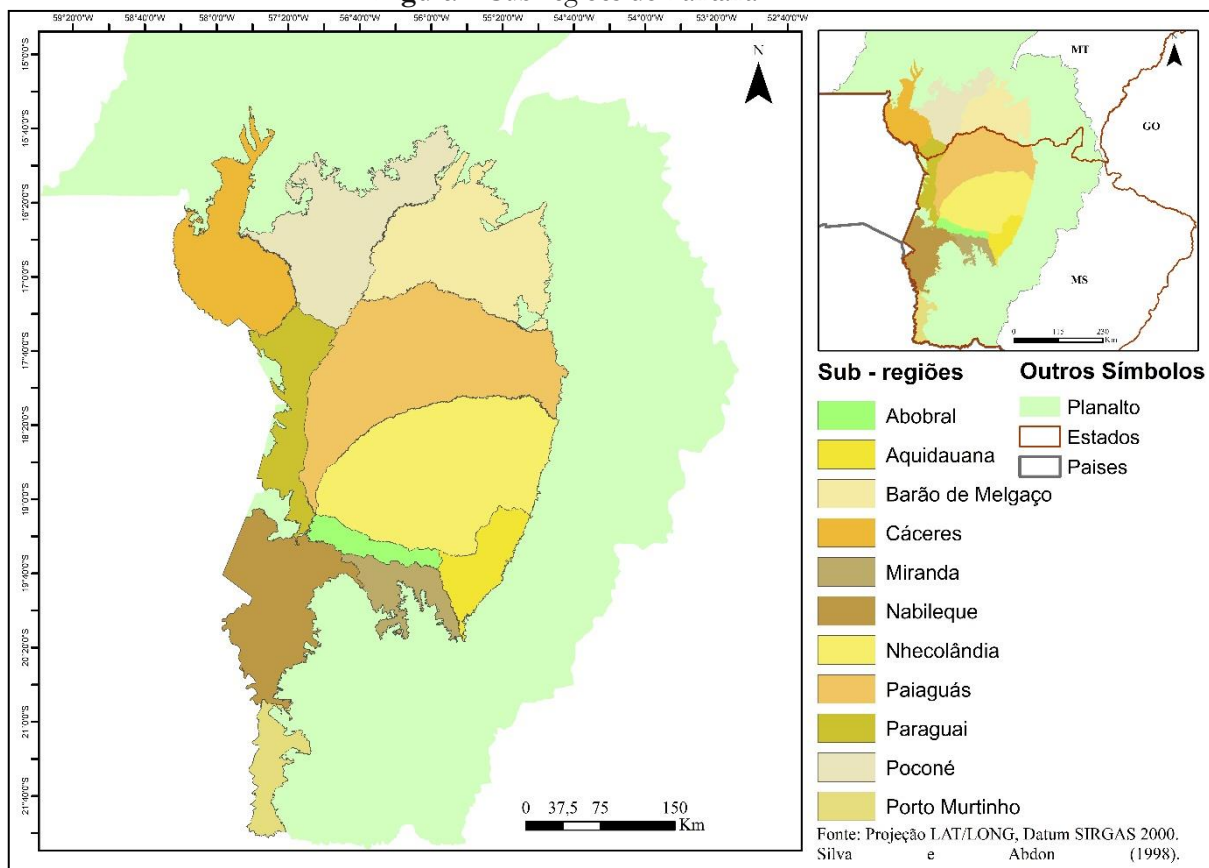 59°20'0"W 58°40'0"W 58°0'0"W 57°20'0"W 56°40'0"W 56°0'0"W 55°20'0"W 54°40'0"W 54°0'0"W 53°20'0"W 52°40'0"W
15°0'0"S
15°40'0"S
16°20'0"S
17°0'0"S
17°40'0"S
18°20'0"S
19°0'0"S
19°40'0"S
20°20'0"S
21°0'0"S
21°40'0"S
N
0 37,5 75 150
Km
N
MT
GO
MS
0 115 230
Km
Sub - regiões
Abobral
Aquidauana
Barão de Melgaço
Cáceres
Miranda
Nabileque
Nhecolândia
Paiaguás
Paraguai
Poconé
Porto Murtinho
Outros Símbolos
Planalto
Estados
Paises
Fonte: Projeção LAT/LONG, Datum SIRGAS 2000.
Silva e Abdon (1998).